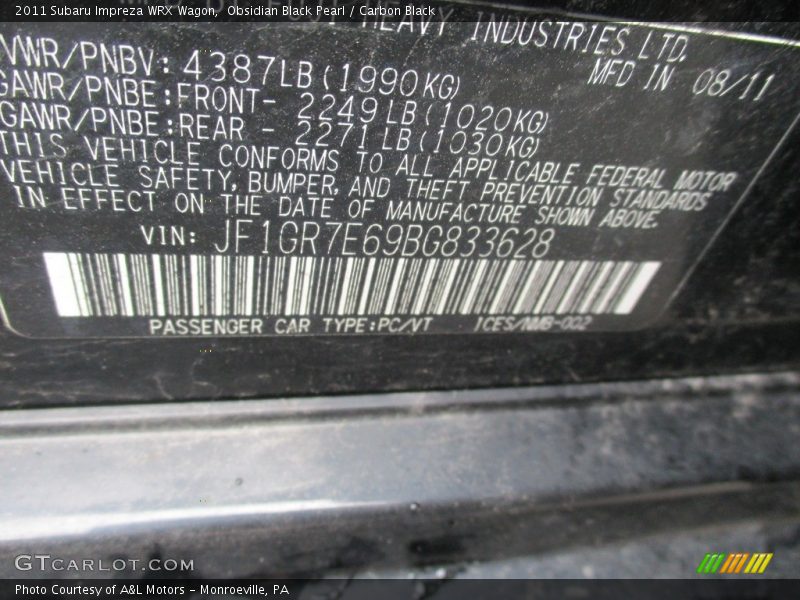 2011 Subaru Impreza WRX Wagon, Obsidian Black Pearl / Carbon Black
HEAVY INDUSTRIES LTD.
MFD IN 08/11
VWR/PNBV: 4387LB (1990KG)
GAWR/PNBE:FRONT- 2249LB (1020KG)
GAWR/PNBE:REAR - 2271LB (1030KG)
THIS VEHICLE CONFORMS TO ALL APPLICABLE FEDERAL MOTOR
VEHICLE SAFETY, BUMPER, AND THEFT PREVENTION STANDARDS
IN EFFECT ON THE DATE OF MANUFACTURE SHOWN ABOVE.
VIN: JF1GR7E69BG833628
PASSENGER CAR TYPE:PC/VT ICES/NMB-002
GTCARLOT.COM
Photo Courtesy of A&L Motors - Monroeville, PA